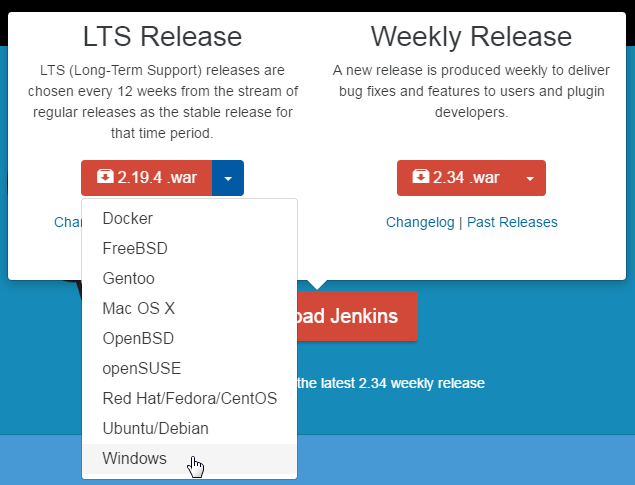 LTS Release
LTS (Long-Term Support) releases are
chosen every 12 weeks from the stream of
regular releases as the stable release for
that time period.
2.19.4 .war
Docker
FreeBSD
Gentoo
Mac OS X
OpenBSD
openSUSE
Red Hat/Fedora/CentOS
Ubuntu/Debian
Windows
Weekly Release
A new release is produced weekly to deliver
bug fixes and features to users and plugin
developers.
2.34 .war
Changelog | Past Releases
Jenkins
the latest 2.34 weekly release